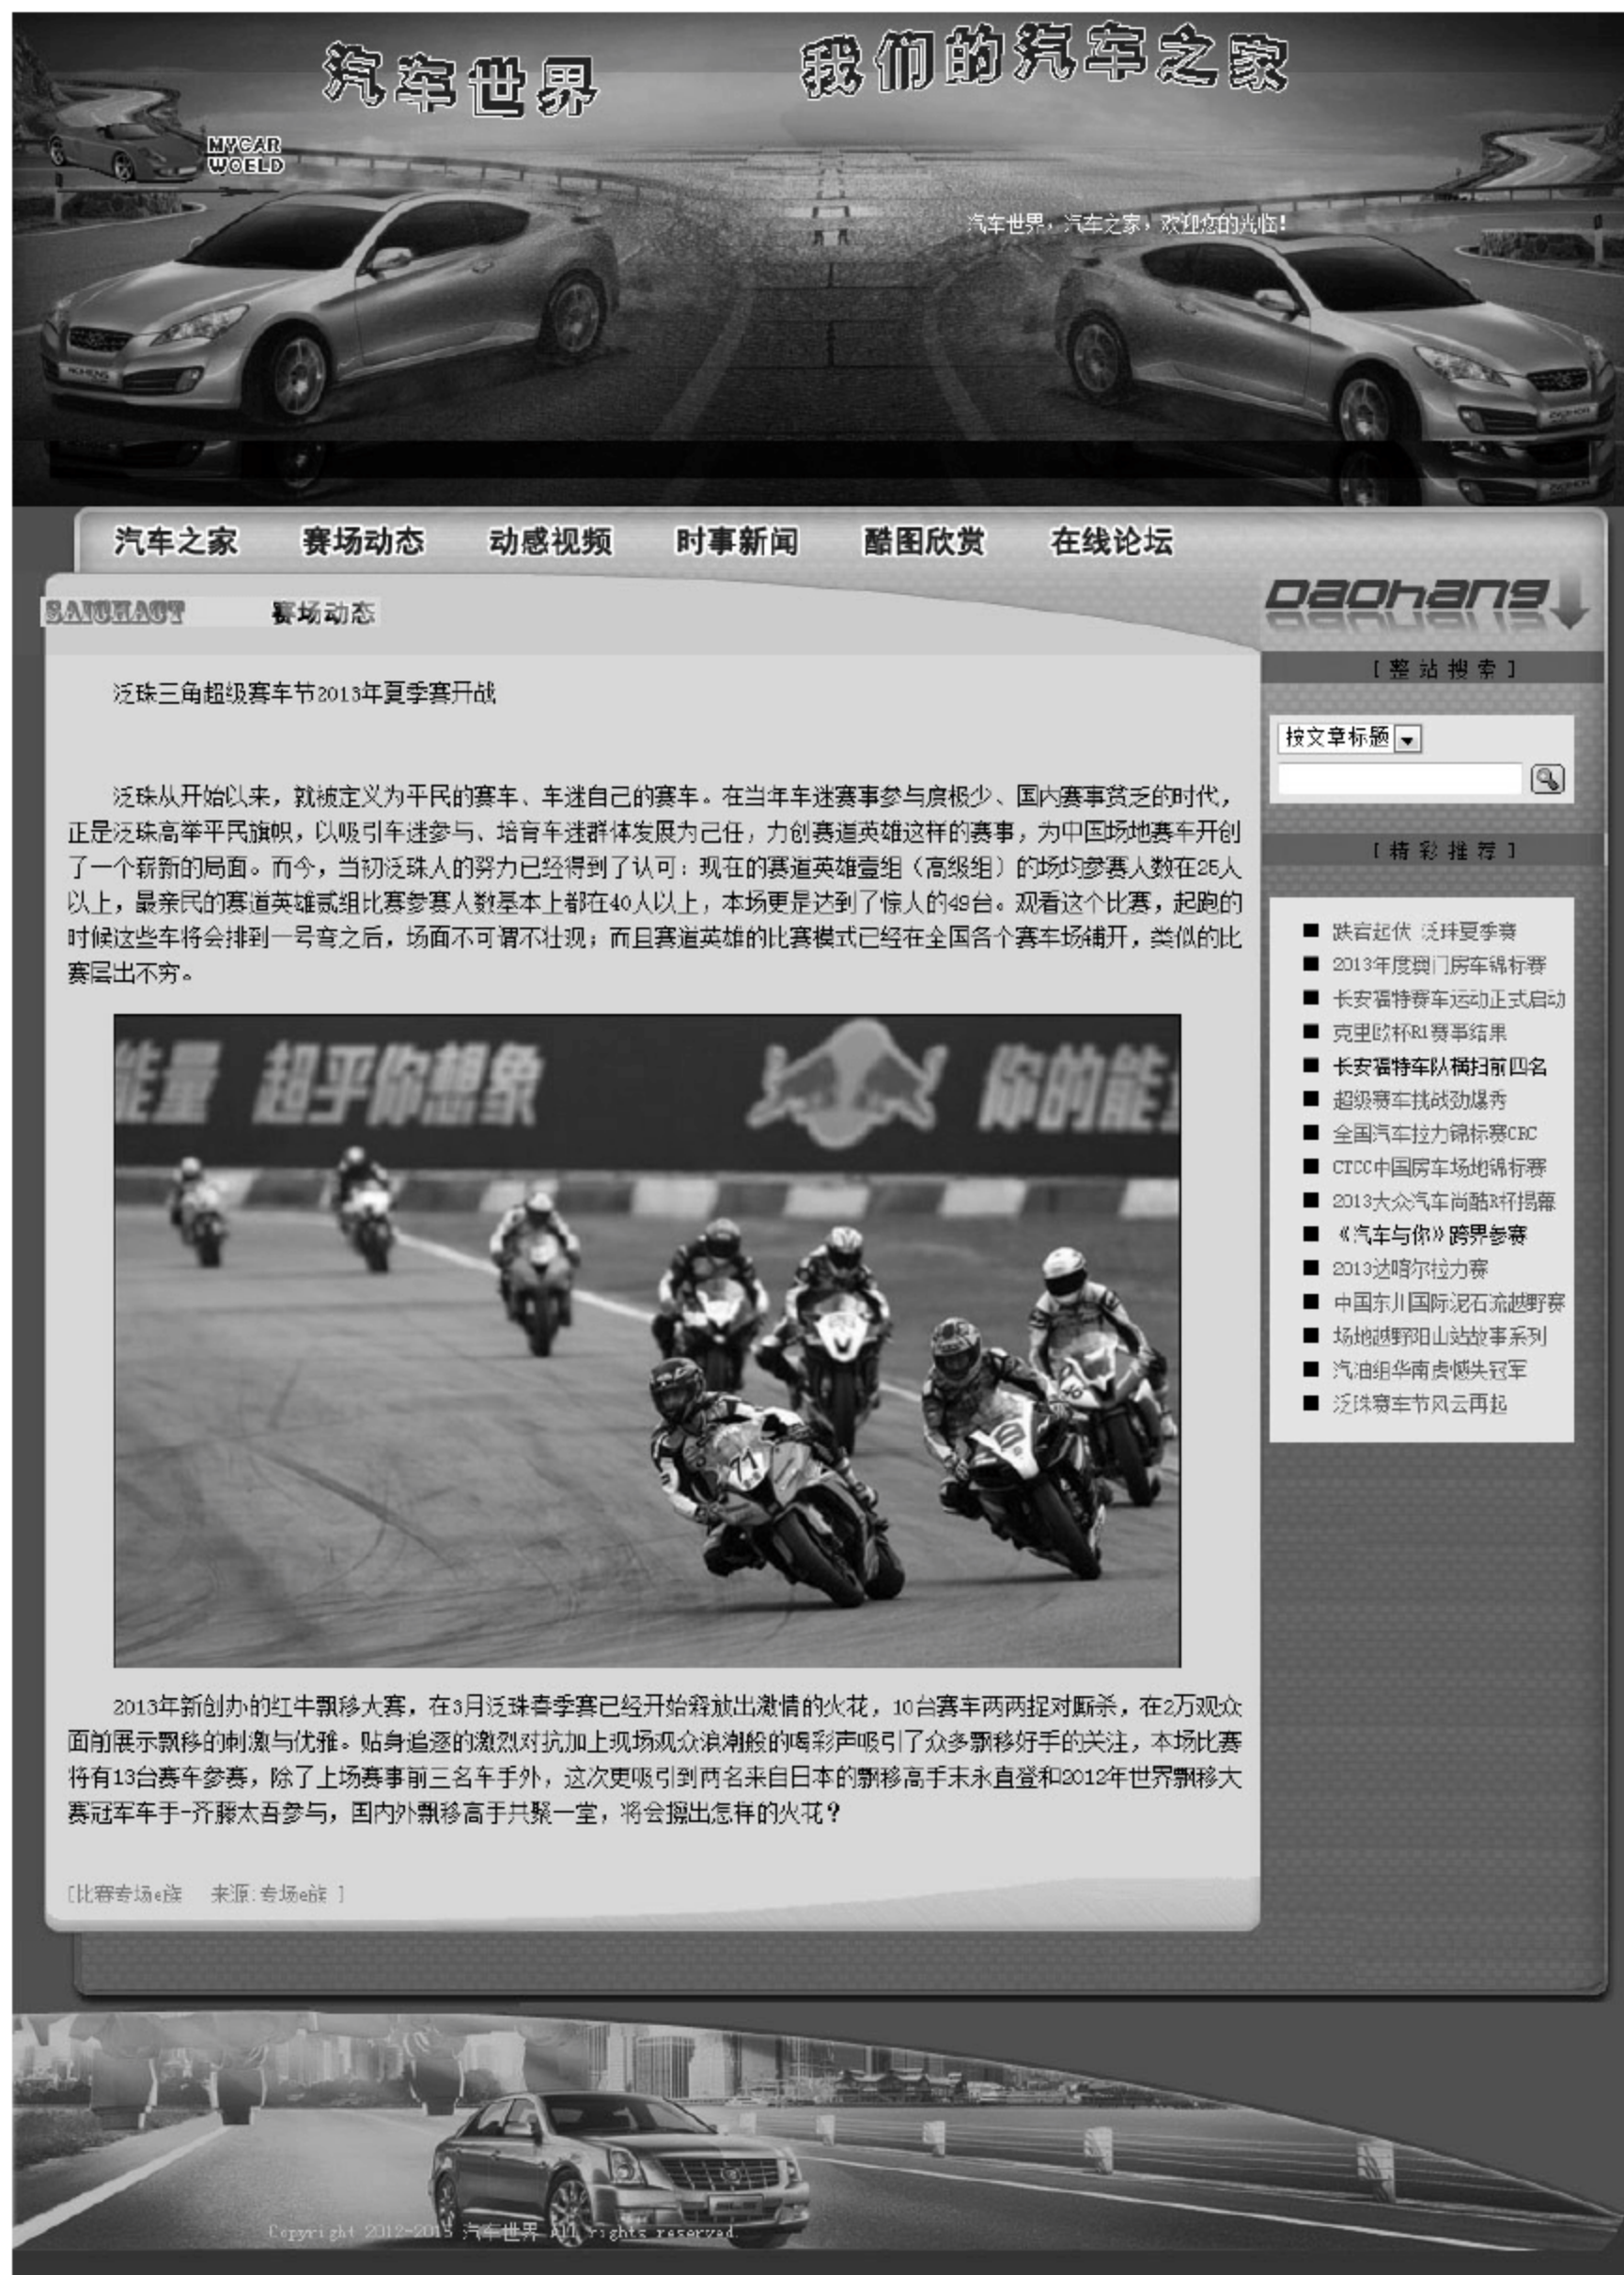 汽车世界
我们的汽车之家
MYCAR
WOELD
汽车世界，汽车之家，欢迎您的光临!
汽车之家 赛场动态 动感视频 时事新闻 酷图欣赏 在线论坛
SAICHACT 赛场动态
DAOHANG
[ 整 站 搜 索 ]
按文章标题
[ 精 彩 推 荐 ]
跌宕起伏 泛珠夏季赛
2013年度澳门房车锦标赛
长安福特赛车运动正式启动
克里欧杯R1赛事结果
长安福特车队横扫前四名
超级赛车挑战劲爆秀
全国汽车拉力锦标赛CRC
CTCC中国房车场地锦标赛
2013大众汽车尚酷R杯揭幕
《汽车与你》跨界参赛
2013达喀尔拉力赛
中国东川国际泥石流越野赛
场地越野阳山站故事系列
汽油组华南虎憾失冠军
泛珠赛车节风云再起
泛珠三角超级赛车节2013年夏季赛开战
泛珠从开始以来，就被定义为平民的赛车、车迷自己的赛车。在当年车迷赛事参与度极少、国内赛事贫乏的时代，
正是泛珠高举平民旗帜，以吸引车迷参与、培育车迷群体发展为己任，力创赛道英雄这样的赛事，为中国场地赛车开创
了一个崭新的局面。而今，当初泛珠人的努力已经得到了认可：现在的赛道英雄壹组（高级组）的场均参赛人数在25人
以上，最亲民的赛道英雄贰组比赛参赛人数基本上都在40人以上，本场更是达到了惊人的49台。观看这个比赛，起跑的
时候这些车将会排到一号弯之后，场面不可谓不壮观；而且赛道英雄的比赛模式已经在全国各个赛车场铺开，类似的比
赛层出不穷。
能量 超乎你想象 你的能
71
2013年新创办的红牛飘移大赛，在3月泛珠春季赛已经开始释放出激情的火花，10台赛车两两捉对厮杀，在2万观众
面前展示飘移的刺激与优雅。贴身追逐的激烈对抗加上现场观众浪潮般的喝彩声吸引了众多飘移好手的关注，本场比赛
将有13台赛车参赛，除了上场赛事前三名车手外，这次更吸引到两名来自日本的飘移高手末永直登和2012年世界飘移大
赛冠军车手-齐藤太吾参与，国内外飘移高手共聚一堂，将会擦出怎样的火花？
[比赛专场e族 来源:专场e族 ]
Copyright 2012-2015 汽车世界 All rights reserved.